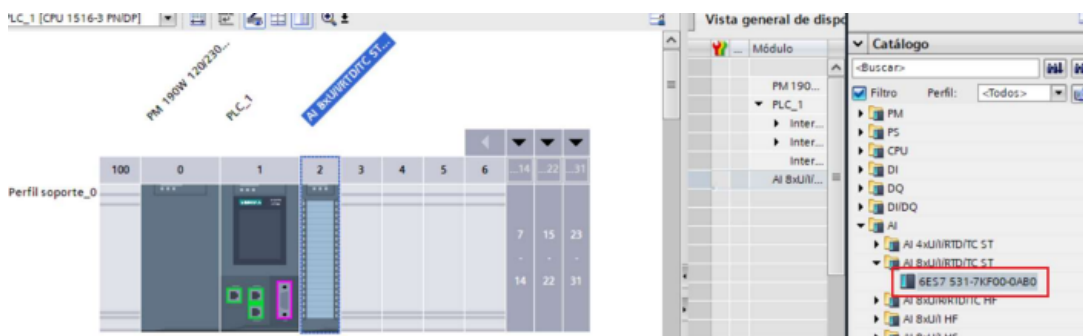 PLC_1 [CPU 1516-3 PN/DP]
PM 190W 120/230...
PLC_1
AI 8xU/I/RTD/TC ST...
100 0 1 2 3 4 5 6 ...14 ...22 ...31
Perfil soporte_0
7 15 23
- - -
14 22 31
Vista general de dispo
... Módulo
PM 190...
PLC_1
Inter...
Inter...
Inter...
AI 8xU/I/...
Catálogo
<Buscar>
Filtro Perfil: <Todos>
PM
PS
CPU
DI
DQ
DI/DQ
AI
AI 4xU/I/RTD/TC ST
AI 8xU/I/RTD/TC ST
6ES7 531-7KF00-0AB0
AI 8xU/R/RTD/TC HF
AI 8xU/I HF